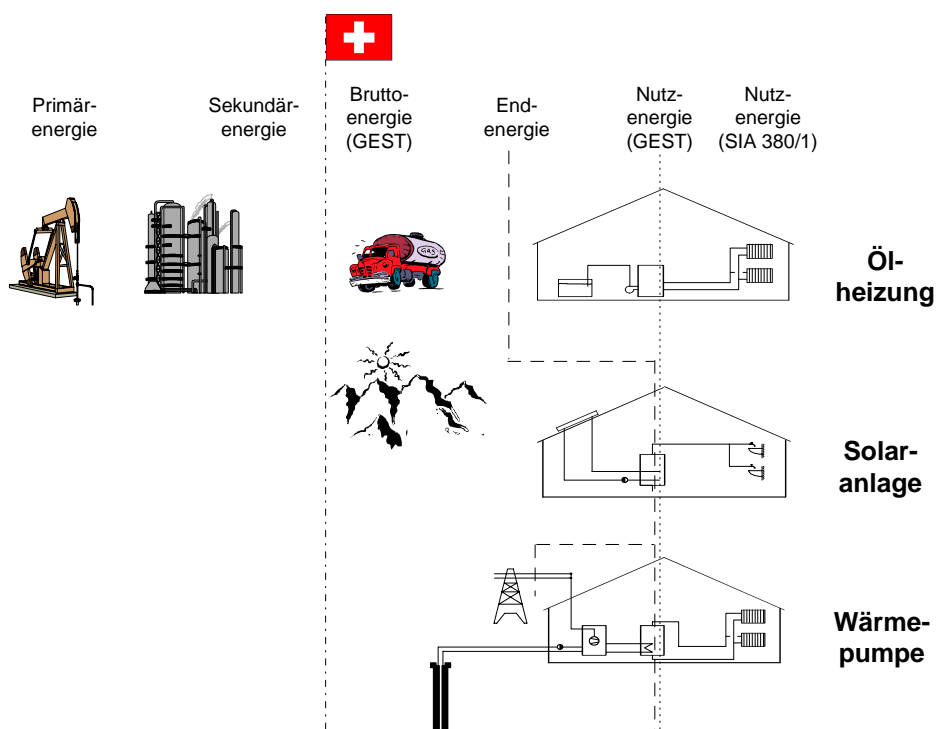 Primär-
energie
Sekundär-
energie
Brutto-
energie
(GEST)
End-
energie
Nutz-
energie
(GEST)
Nutz-
energie
(SIA 380/1)
GAS
Öl-
heizung
Solar-
anlage
Wärme-
pumpe